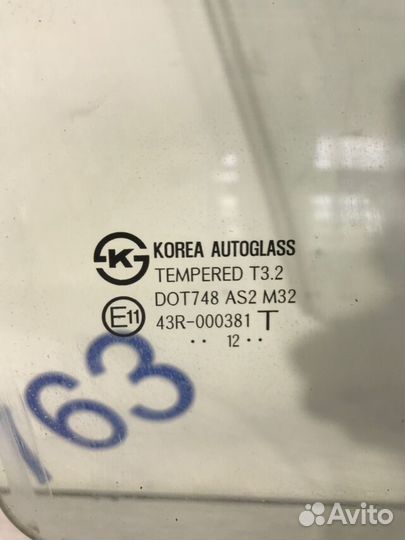 KOREA AUTOGLASS
TEMPERED T3.2
DOT748 AS2 M32
E11 43R-000381 T
•• 12 ••
163
Avito